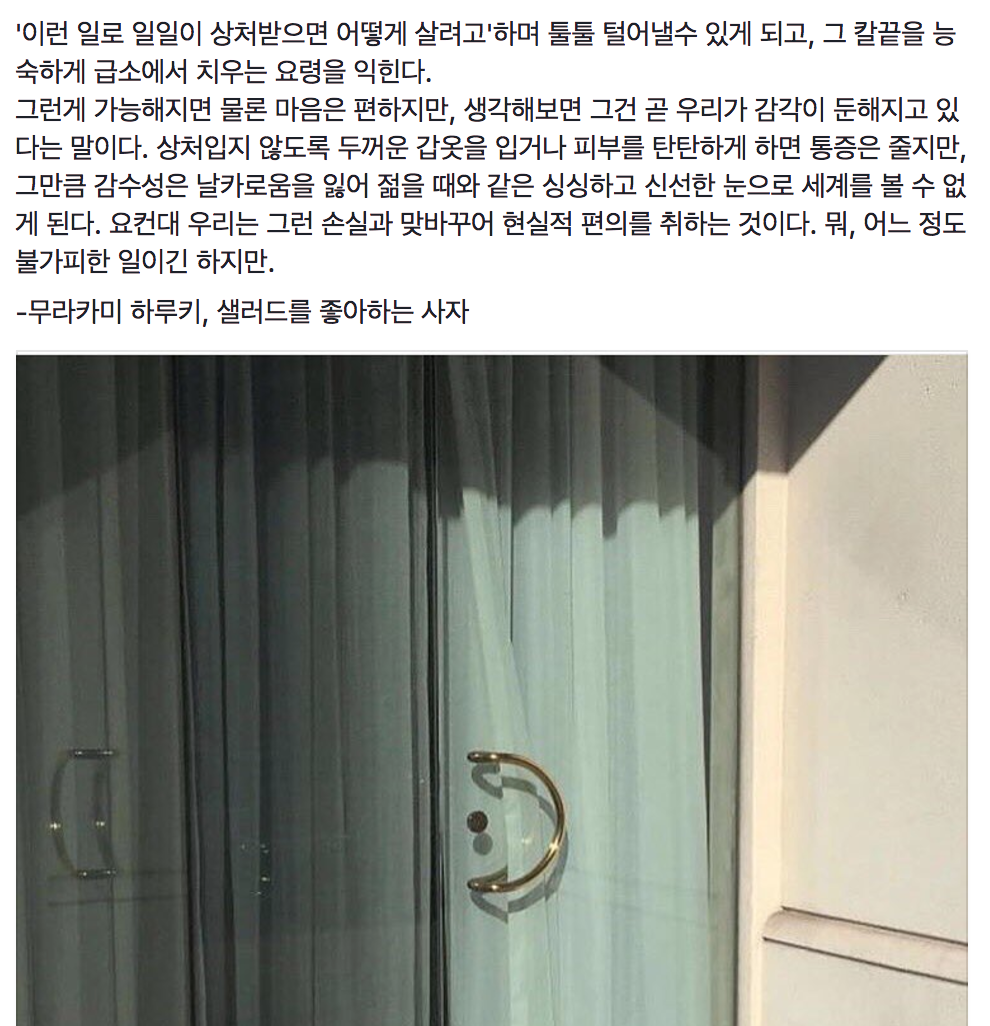 '이런 일로 일일이 상처받으면 어떻게 살려고'하며 툴툴 털어낼수 있게 되고, 그 칼끝을 능
숙하게 급소에서 치우는 요령을 익힌다.
그런게 가능해지면 물론 마음은 편하지만, 생각해보면 그건 곧 우리가 감각이 둔해지고 있
다는 말이다. 상처입지 않도록 두꺼운 갑옷을 입거나 피부를 탄탄하게 하면 통증은 줄지만,
그만큼 감수성은 날카로움을 잃어 젊을 때와 같은 싱싱하고 신선한 눈으로 세계를 볼 수 없
게 된다. 요컨대 우리는 그런 손실과 맞바꾸어 현실적 편의를 취하는 것이다. 뭐, 어느 정도
불가피한 일이긴 하지만.
-무라카미 하루키, 샐러드를 좋아하는 사자